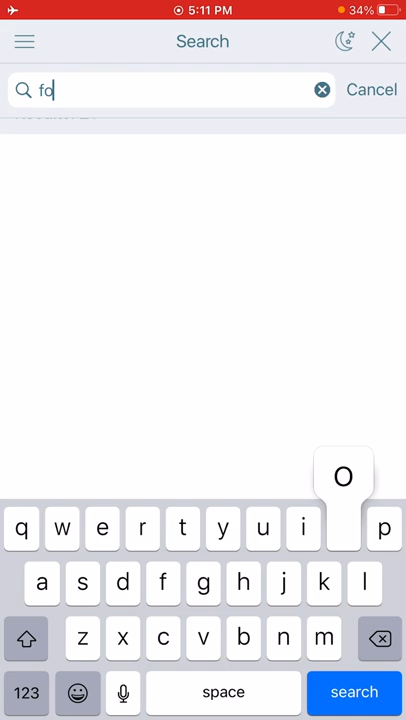 5:11 PM
34%
Search
fo
Cancel
O
q w e r t y u i p
a s d f g h j k l
z x c v b n m
123
space
search